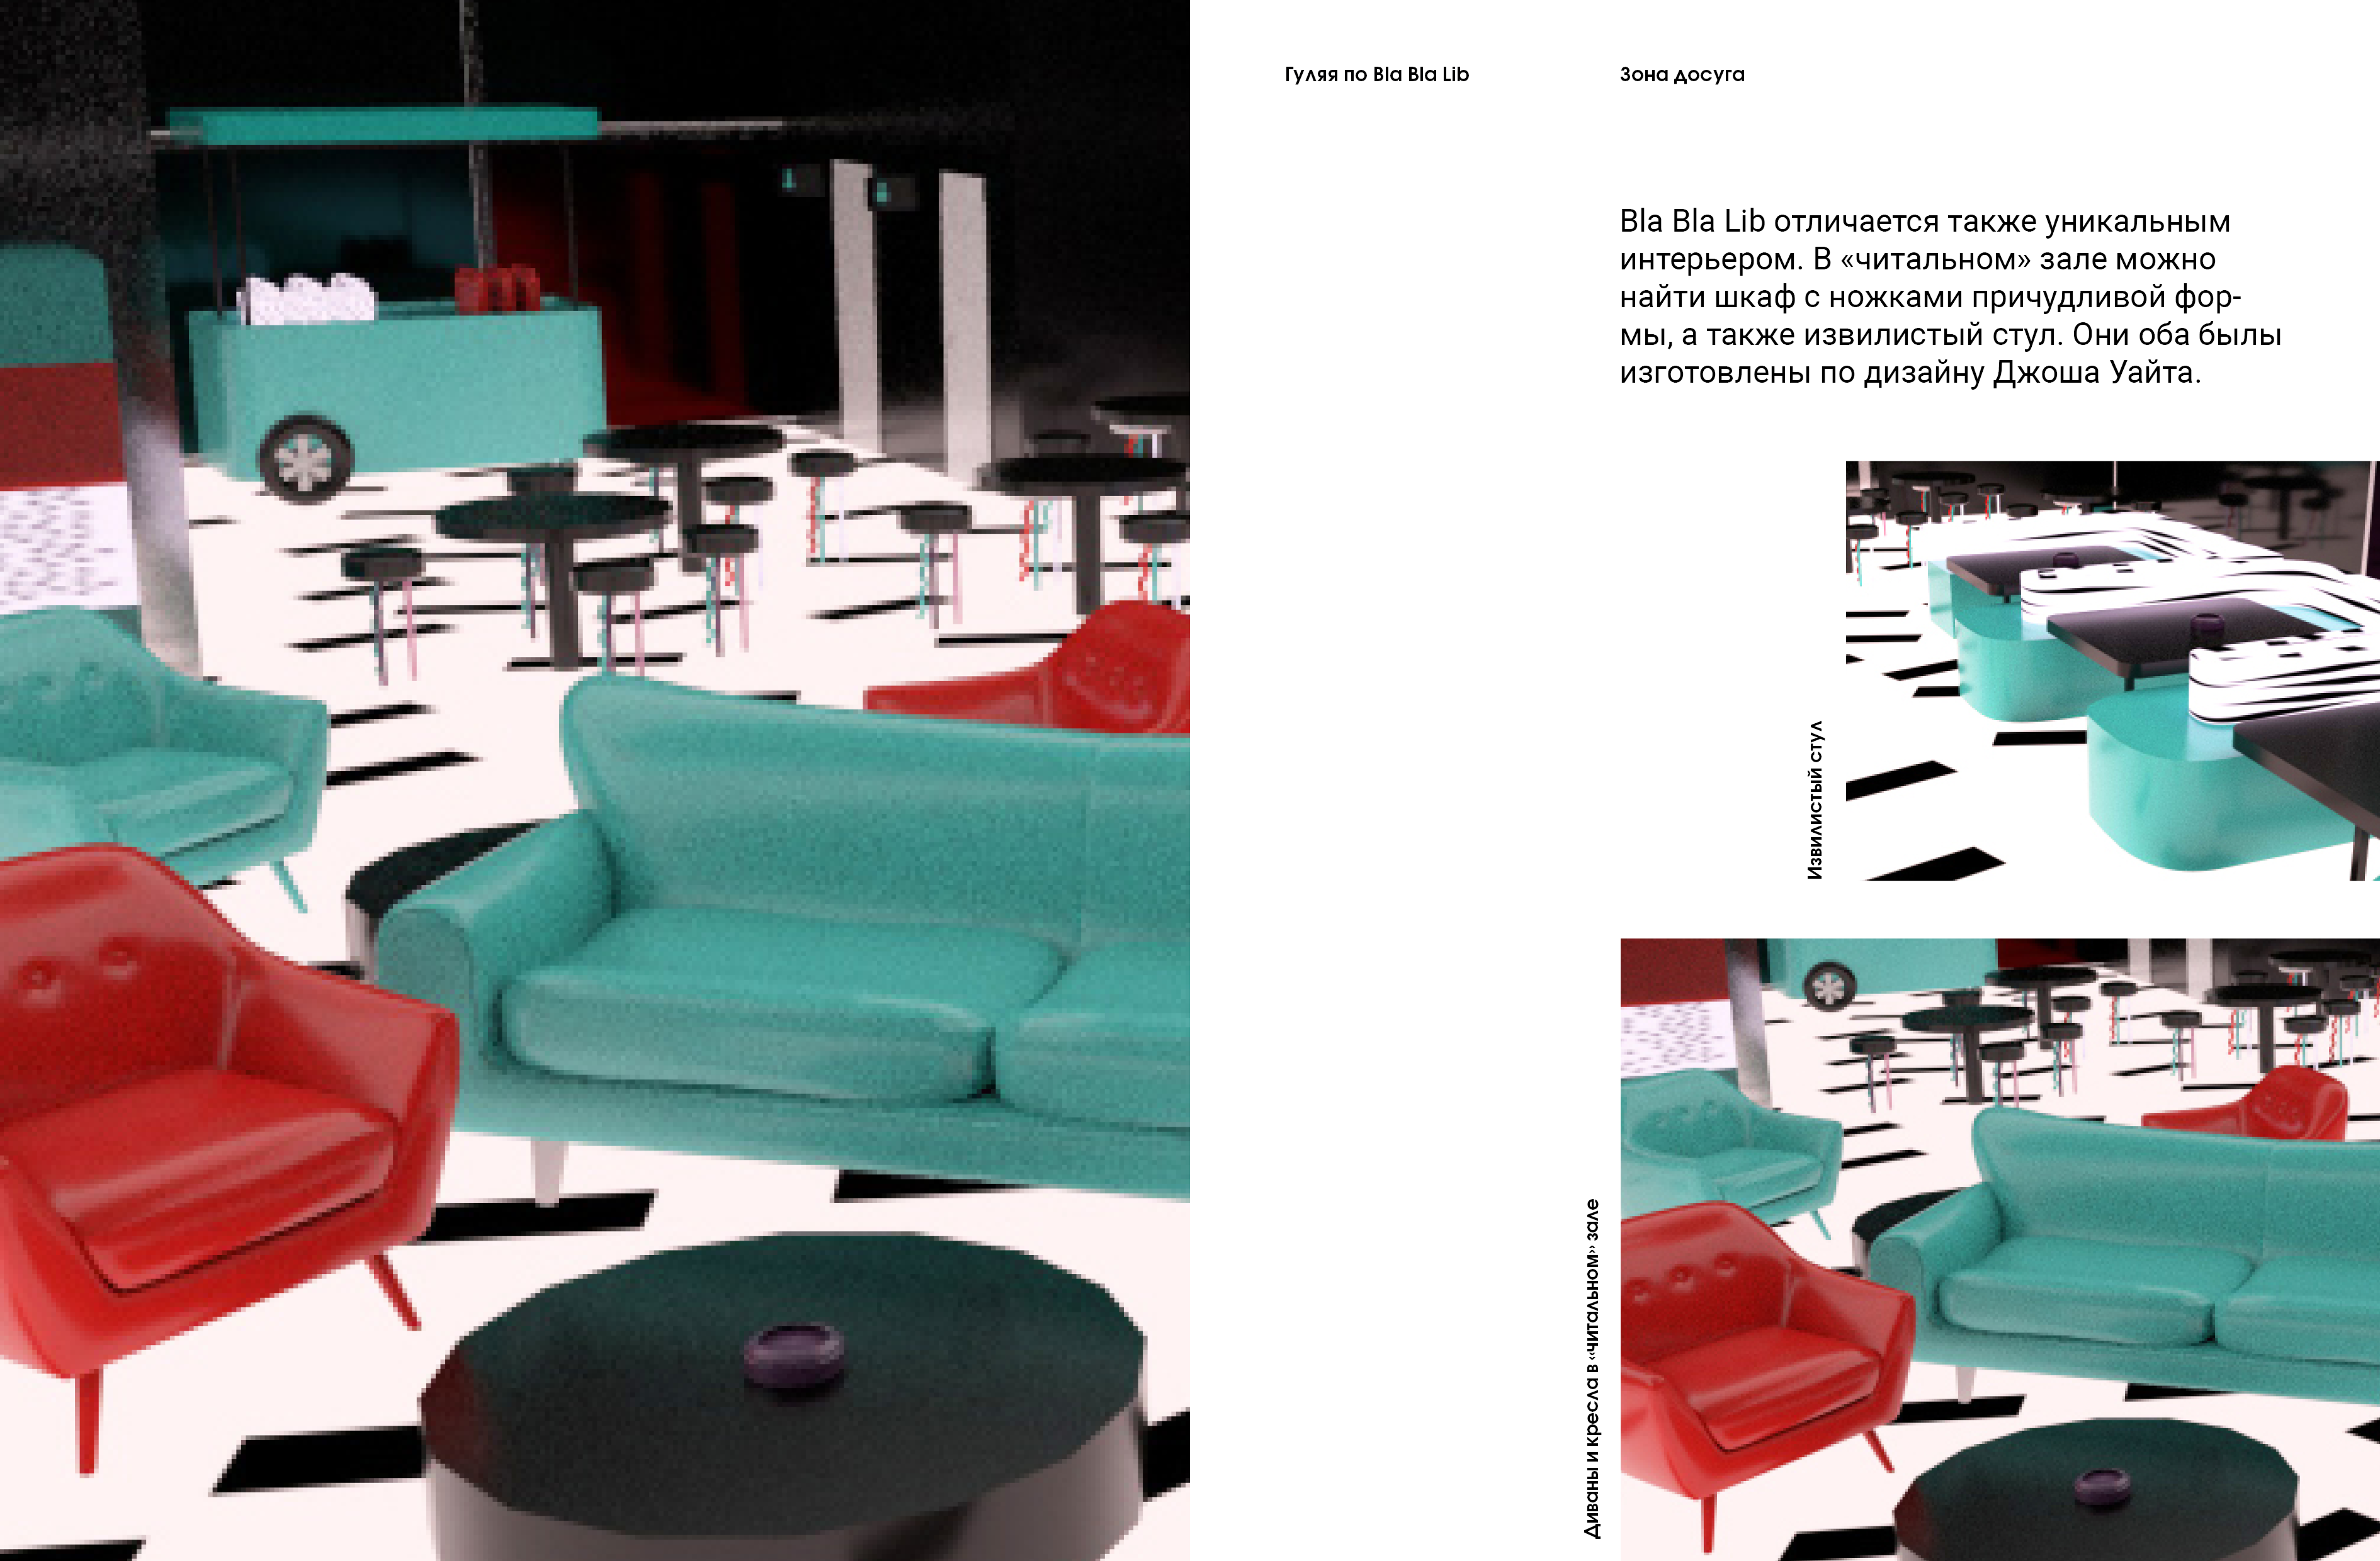 Гуляя по Bla Bla Lib
Зона досуга
Bla Bla Lib отличается также уникальным
интерьером. В «читальном» зале можно
найти шкаф с ножками причудливой фор-
мы, а также извилистый стул. Они оба былы
изготовлены по дизайну Джоша Уайта.
Извилистый стул
Диваны и кресла в «читальном» зале